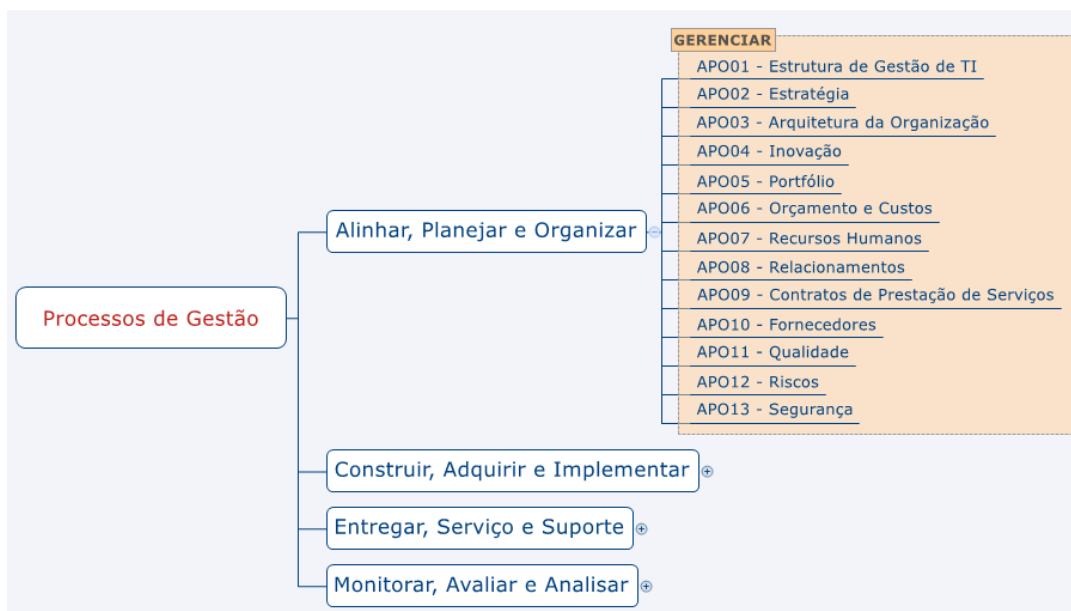 Processos de Gestão
Alinhar, Planejar e Organizar
GERENCIAR
APO01 - Estrutura de Gestão de TI
APO02 - Estratégia
APO03 - Arquitetura da Organização
APO04 - Inovação
APO05 - Portfólio
APO06 - Orçamento e Custos
APO07 - Recursos Humanos
APO08 - Relacionamentos
APO09 - Contratos de Prestação de Serviços
APO10 - Fornecedores
APO11 - Qualidade
APO12 - Riscos
APO13 - Segurança
Construir, Adquirir e Implementar
Entregar, Serviço e Suporte
Monitorar, Avaliar e Analisar